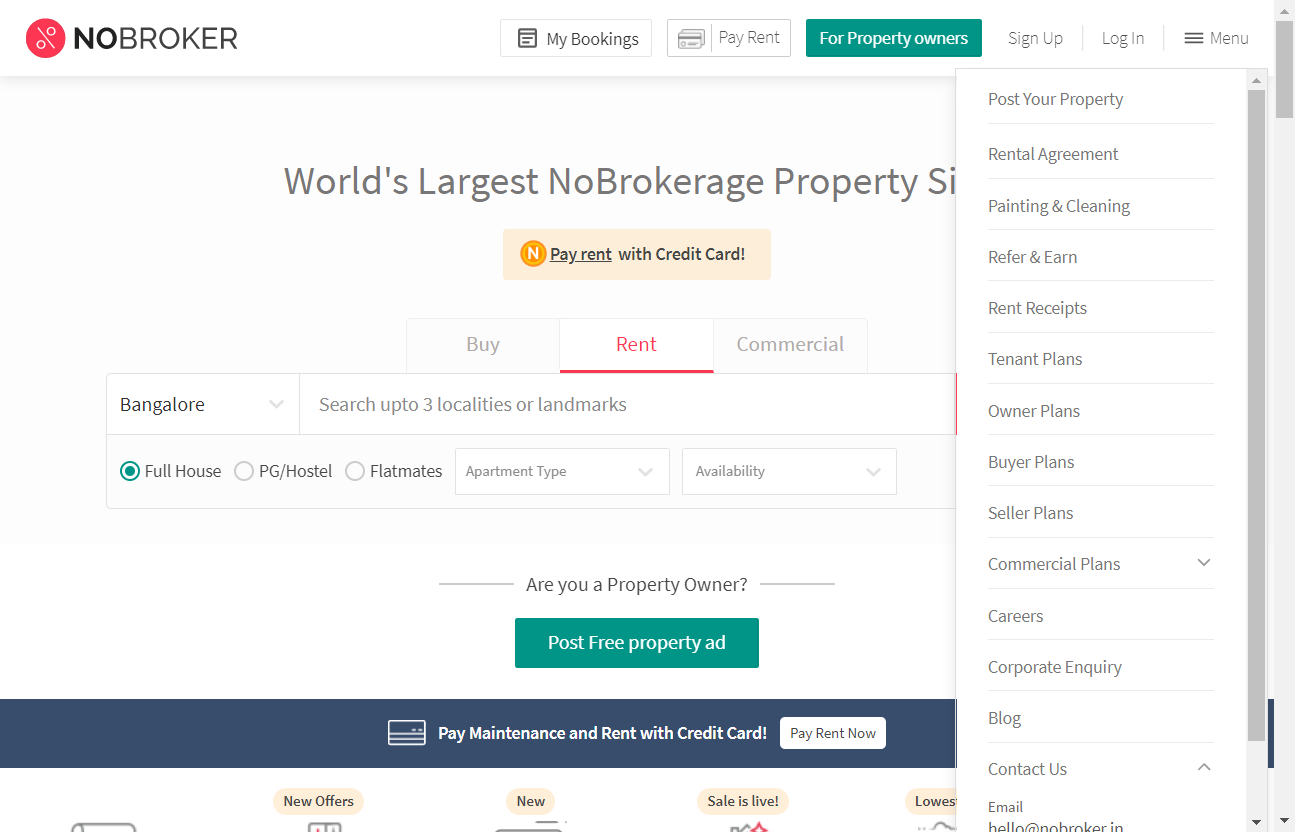 NOBROKER
My Bookings
Pay Rent
For Property owners
Sign Up
Log In
Menu
World's Largest NoBrokerage Property Si
Pay rent with Credit Card!
Buy
Rent
Commercial
Bangalore
Search upto 3 localities or landmarks
Full House
PG/Hostel
Flatmates
Apartment Type
Availability
Are you a Property Owner?
Post Free property ad
Pay Maintenance and Rent with Credit Card!
Pay Rent Now
New Offers
New
Sale is live!
Lowest
Post Your Property
Rental Agreement
Painting & Cleaning
Refer & Earn
Rent Receipts
Tenant Plans
Owner Plans
Buyer Plans
Seller Plans
Commercial Plans
Careers
Corporate Enquiry
Blog
Contact Us
Email
hello@nobroker.in